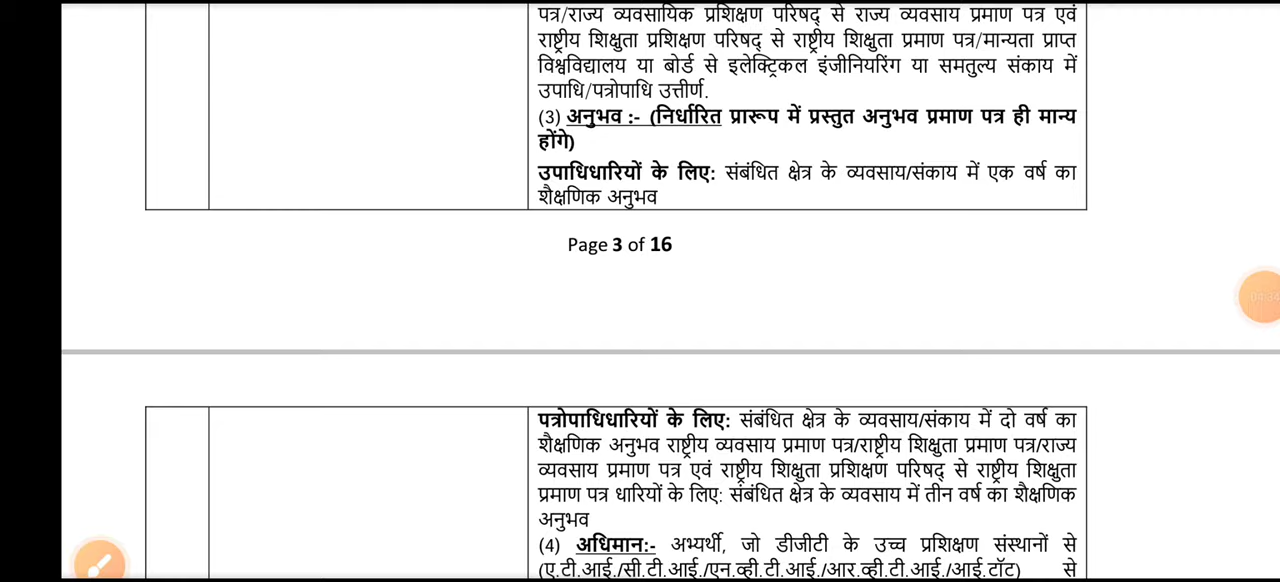 पत्र/राज्य व्यवसायिक प्रशिक्षण परिषद् से राज्य व्यवसाय प्रमाण पत्र एवं
राष्ट्रीय शिक्षुता प्रशिक्षण परिषद् से राष्ट्रीय शिक्षुता प्रमाण पत्र/मान्यता प्राप्त
विश्वविद्यालय या बोर्ड से इलेक्ट्रिकल इंजीनियरिंग या समतुल्य संकाय में
उपाधि/पत्रोपाधि उत्तीर्ण.
(3) अनुभव :- (निर्धारित प्रारूप में प्रस्तुत अनुभव प्रमाण पत्र ही मान्य
होंगे)
उपाधिधारियों के लिए: संबंधित क्षेत्र के व्यवसाय/संकाय में एक वर्ष का
शैक्षणिक अनुभव
Page 3 of 16
04:34
पत्रोपाधिधारियों के लिए: संबंधित क्षेत्र के व्यवसाय/संकाय में दो वर्ष का
शैक्षणिक अनुभव राष्ट्रीय व्यवसाय प्रमाण पत्र/राष्ट्रीय शिक्षुता प्रमाण पत्र/राज्य
व्यवसाय प्रमाण पत्र एवं राष्ट्रीय शिक्षुता प्रशिक्षण परिषद से राष्ट्रीय शिक्षुता
प्रमाण पत्र धारियों के लिए: संबंधित क्षेत्र के व्यवसाय में तीन वर्ष का शैक्षणिक
अनुभव
(4) अधिमान:- अभ्यर्थी, जो डीजीटी के उच्च प्रशिक्षण संस्थानों से
(ए.टी.आई./सी.टी.आई./एन.व्ही.टी.आई./आर.व्ही.टी.आई./आई.टॉट) से